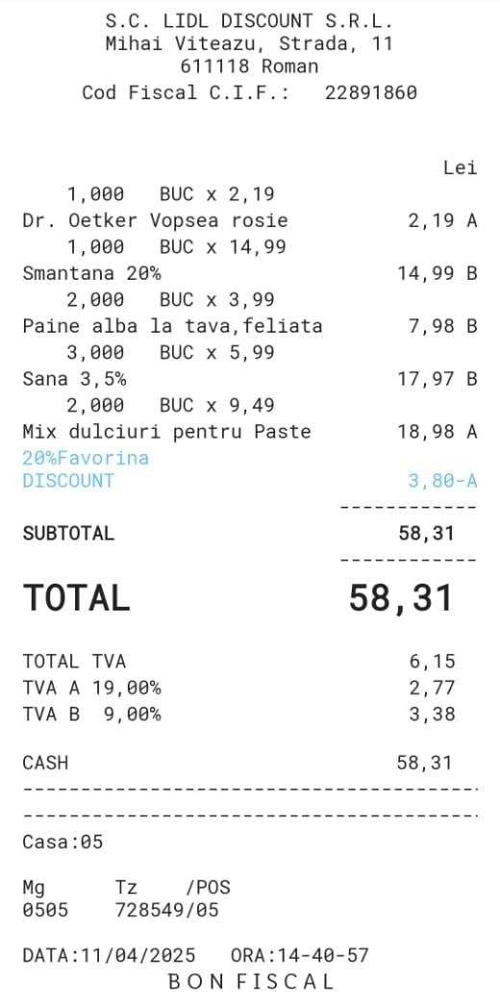 S.C. LIDL DISCOUNT S.R.L.
Mihai Viteazu, Strada, 11
611118 Roman
Cod Fiscal C.I.F.: 22891860
Lei
1,000 BUC x 2,19
Dr. Oetker Vopsea rosie 2,19 A
1,000 BUC x 14,99
Smantana 20% 14,99 B
2,000 BUC x 3,99
Paine alba la tava,feliata 7,98 B
3,000 BUC x 5,99
Sana 3,5% 17,97 B
2,000 BUC x 9,49
Mix dulciuri pentru Paste 18,98 A
20%Favorina
DISCOUNT 3,80-A
------------
SUBTOTAL 58,31
------------
TOTAL 58,31
TOTAL TVA 6,15
TVA A 19,00% 2,77
TVA B 9,00% 3,38
CASH 58,31
----------------------------------------
----------------------------------------
Casa:05
Mg Tz /POS
0505 728549/05
DATA:11/04/2025 ORA:14-40-57
BON FISCAL